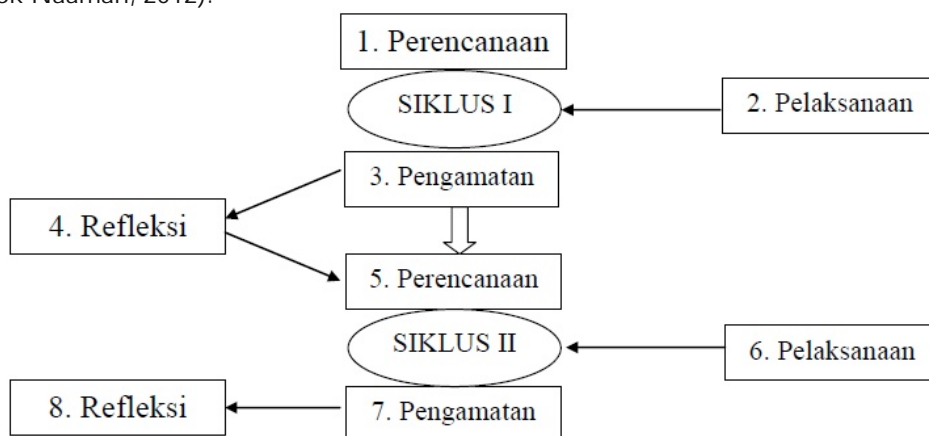 2012).
1. Perencanaan
SIKLUS I
2. Pelaksanaan
3. Pengamatan
4. Refleksi
5. Perencanaan
SIKLUS II
6. Pelaksanaan
7. Pengamatan
8. Refleksi